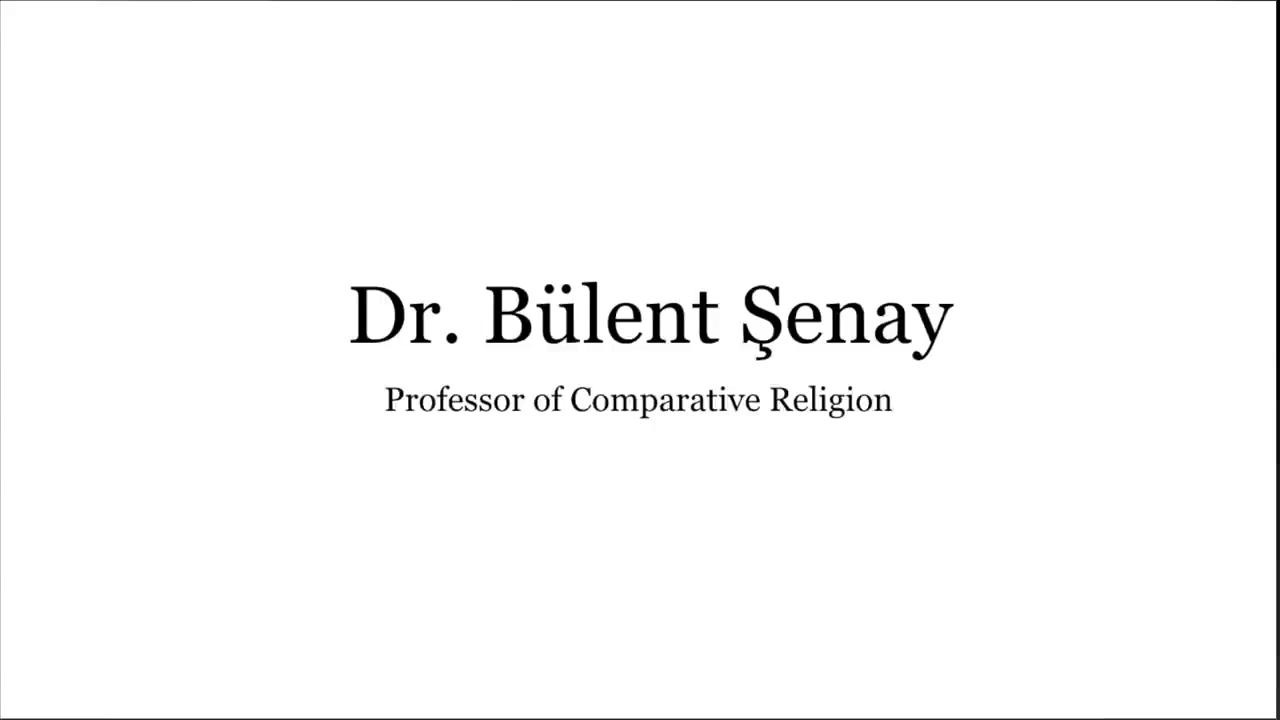 Dr. Bülent Şenay
Professor of Comparative Religion